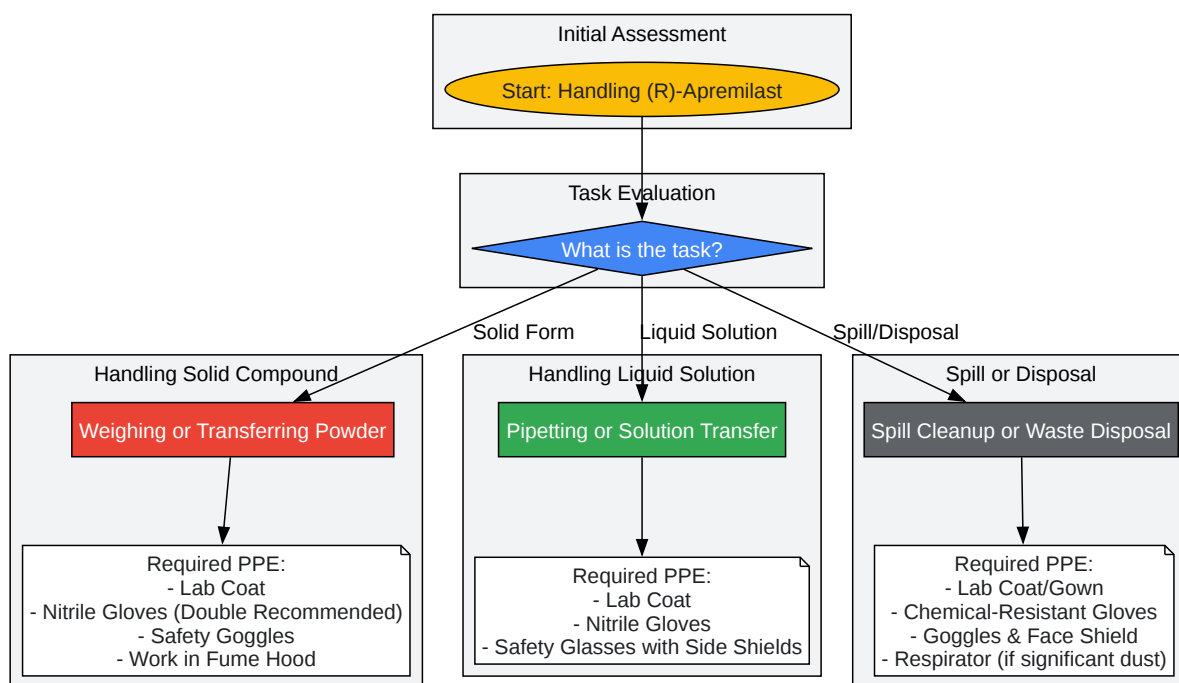 Initial Assessment
Start: Handling (R)-Apremilast
Task Evaluation
What is the task?
Solid Form
Liquid Solution
Spill/Disposal
Handling Solid Compound
Weighing or Transferring Powder
Required PPE:
- Lab Coat
- Nitrile Gloves (Double Recommended)
- Safety Goggles
- Work in Fume Hood
Handling Liquid Solution
Pipetting or Solution Transfer
Required PPE:
- Lab Coat
- Nitrile Gloves
- Safety Glasses with Side Shields
Spill or Disposal
Spill Cleanup or Waste Disposal
Required PPE:
- Lab Coat/Gown
- Chemical-Resistant Gloves
- Goggles & Face Shield
- Respirator (if significant dust)